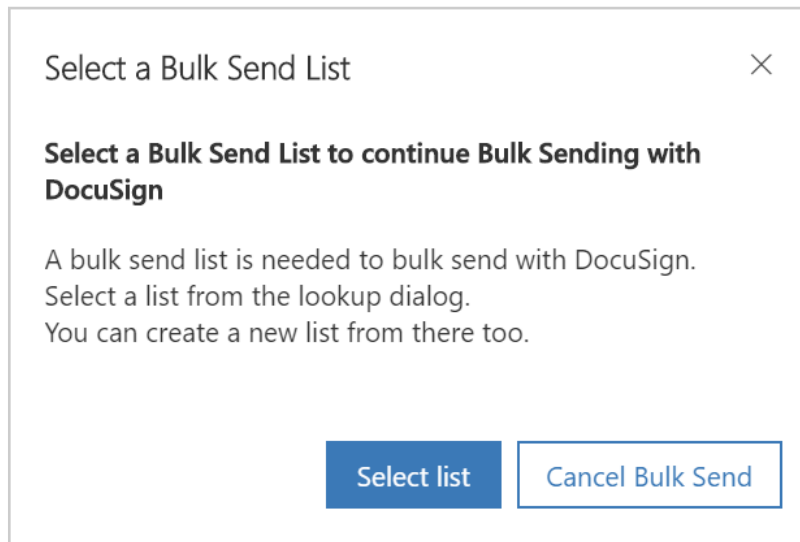 Select a Bulk Send List
Select a Bulk Send List to continue Bulk Sending with
DocuSign
A bulk send list is needed to bulk send with DocuSign.
Select a list from the lookup dialog.
You can create a new list from there too.
Select list
Cancel Bulk Send